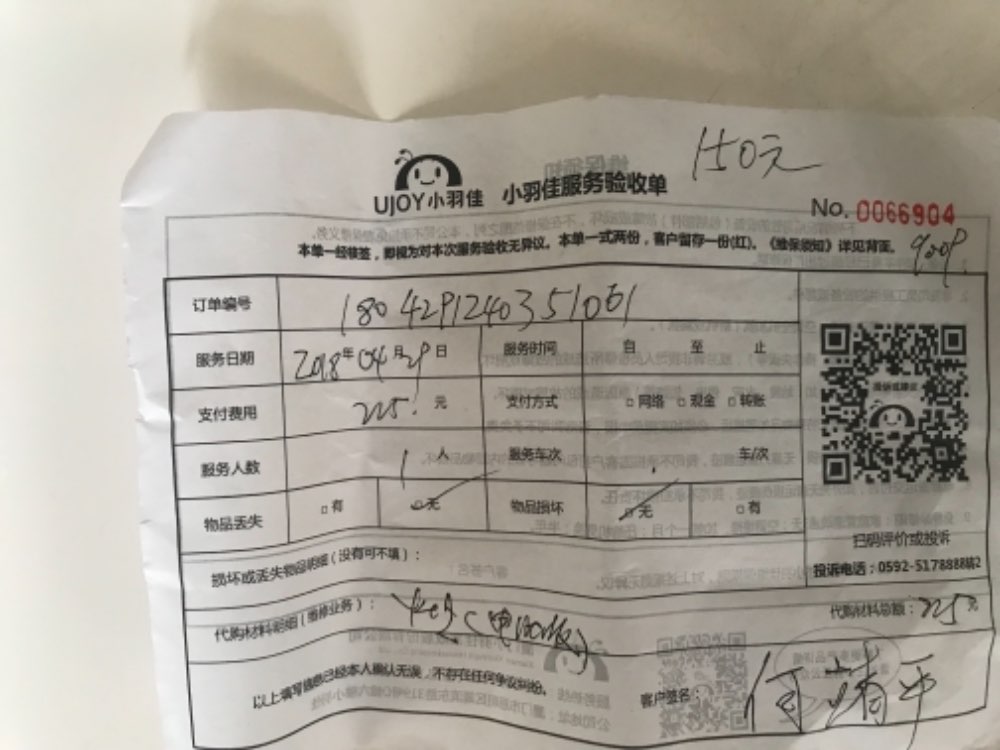 150元
UJOY小羽佳 小羽佳服务验收单
No. 0066904
本单一经核签，即视为对本次服务验收无异议。本单一式两份，客户留存一份(红)。《维保须知》详见背面。
订单编号 1804291240351061
服务日期 2018年04月29日 服务时间 自 至 止
支付费用 225 元 支付方式 □网络 □现金 □转账
服务人数 1人 服务车次 车/次
物品丢失 □有 □无 物品损坏 □无 □有
扫码评价或投诉
损坏或丢失物品明细（没有可不填）：
投诉电话：0592-5178888转2
代购材料明细（维修业务）：
代购材料总额：225元
以上填写信息已经本人确认无误，不存在任何争议纠纷。
客户签名：何靖平